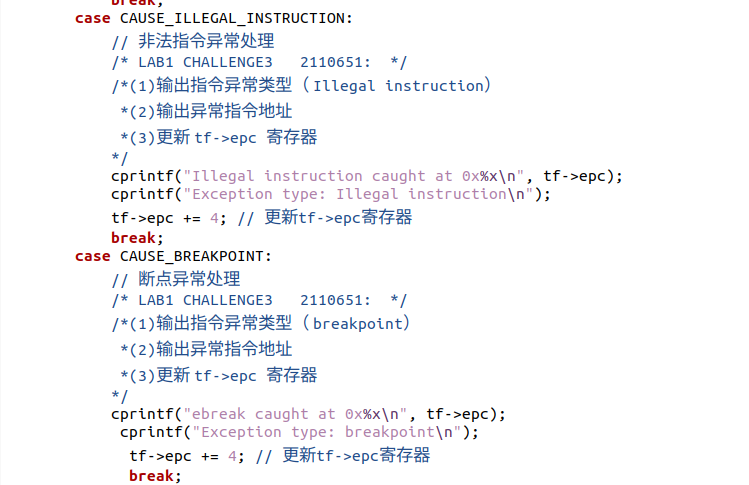 break;
case CAUSE_ILLEGAL_INSTRUCTION:
// 非法指令异常处理
/* LAB1 CHALLENGE3   2110651:  */
/*(1)输出指令异常类型（ Illegal instruction）
*(2)输出异常指令地址
*(3)更新 tf->epc 寄存器
*/
cprintf("Illegal instruction caught at 0x%x\n", tf->epc);
cprintf("Exception type: Illegal instruction\n");
tf->epc += 4; // 更新tf->epc寄存器
break;
case CAUSE_BREAKPOINT:
// 断点异常处理
/* LAB1 CHALLENGE3   2110651:  */
/*(1)输出指令异常类型（ breakpoint）
*(2)输出异常指令地址
*(3)更新 tf->epc 寄存器
*/
cprintf("ebreak caught at 0x%x\n", tf->epc);
cprintf("Exception type: breakpoint\n");
tf->epc += 4; // 更新tf->epc寄存器
break;